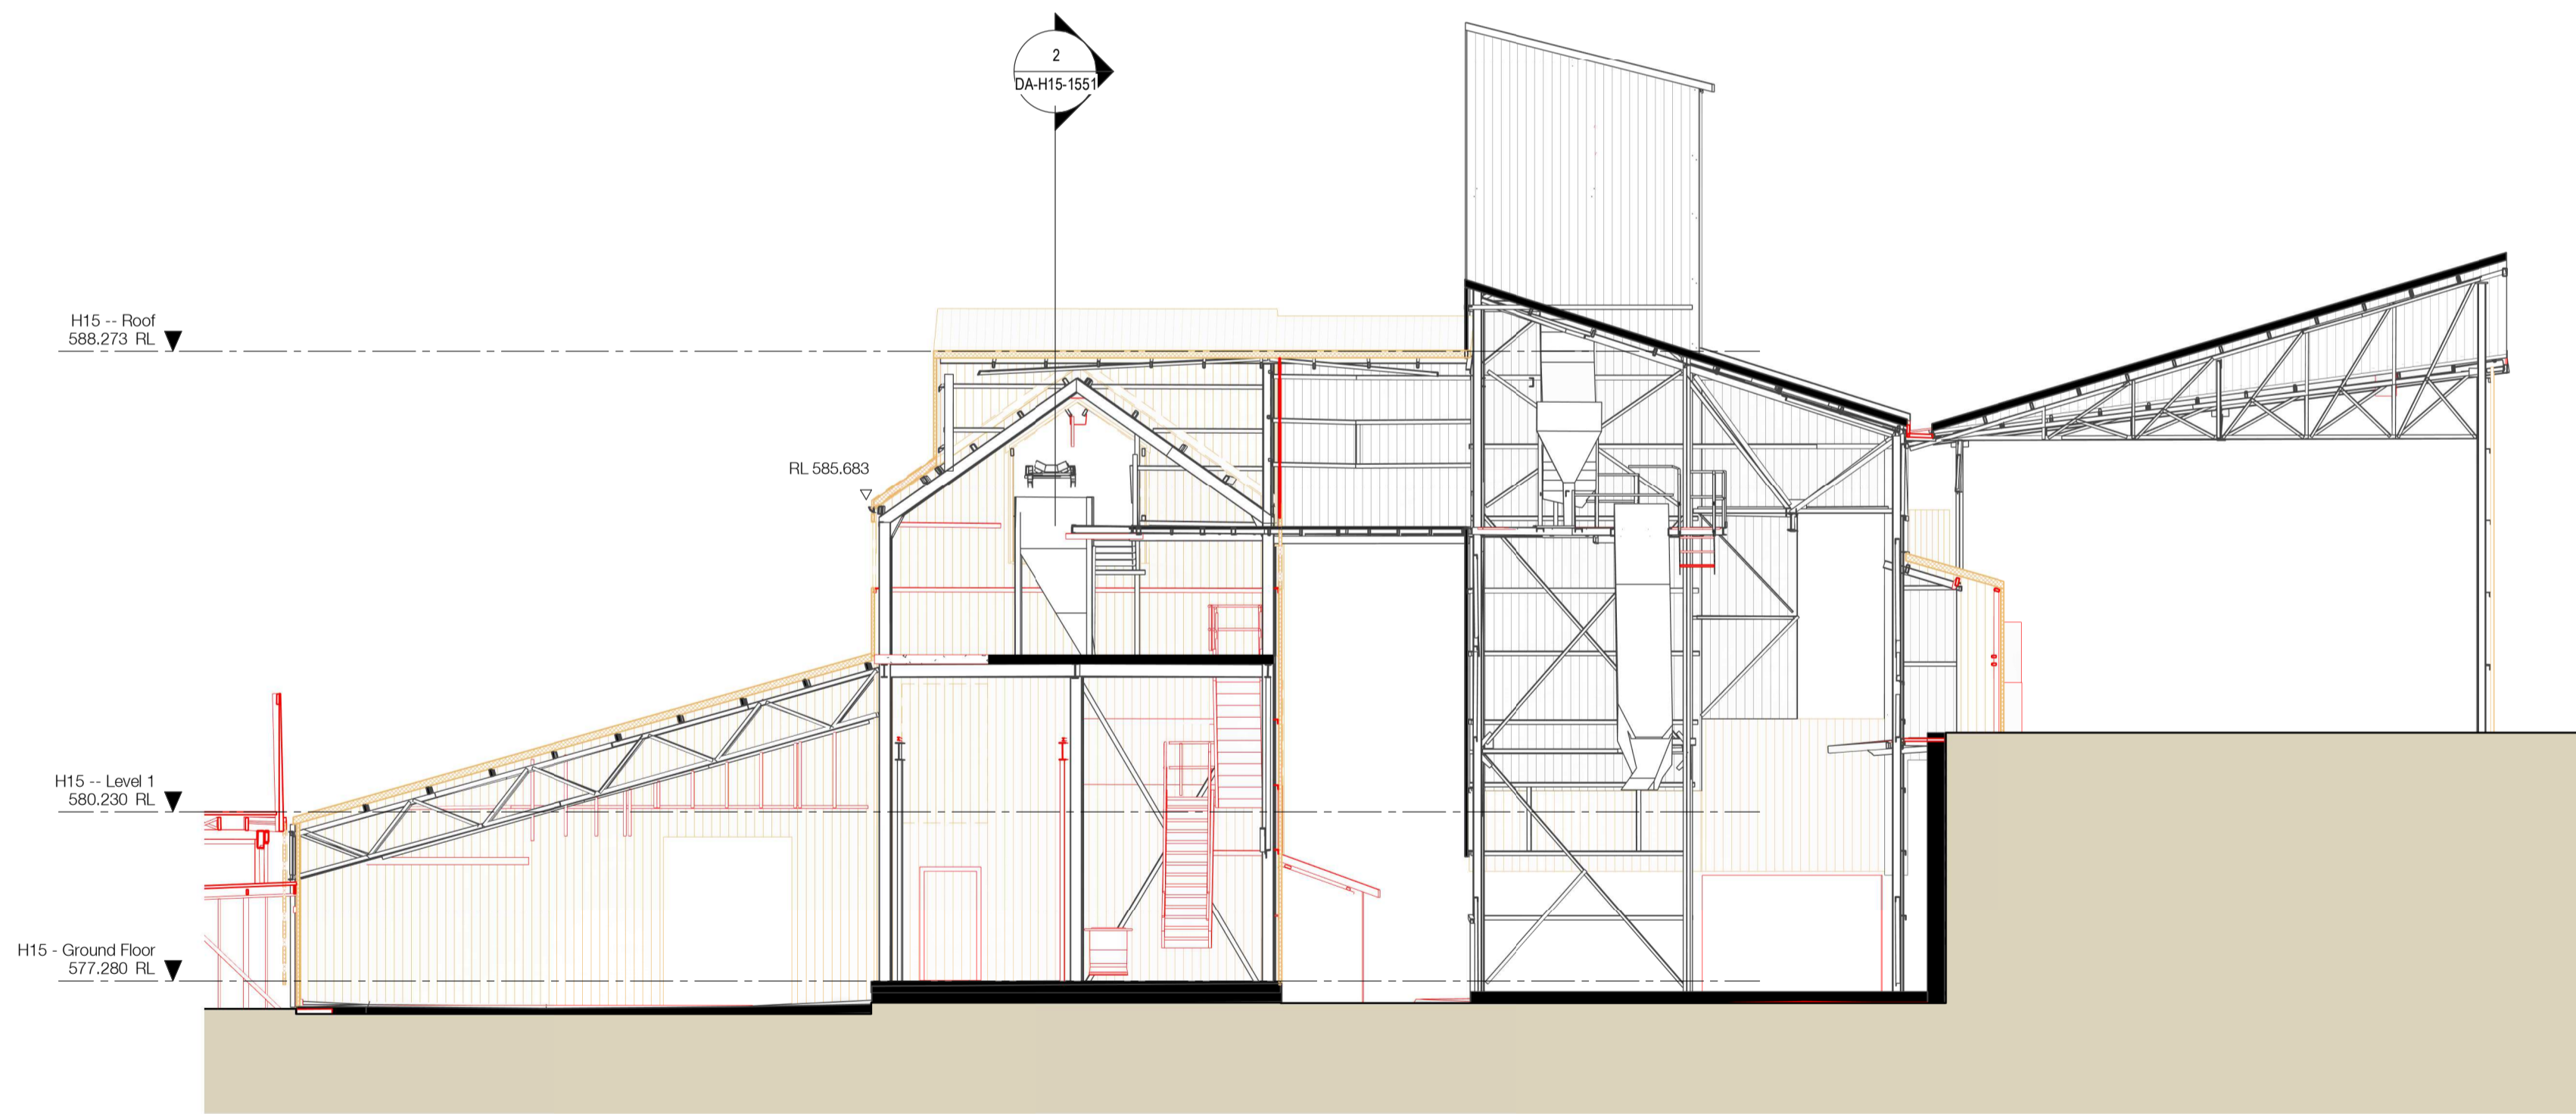 2
DA-H15-1551
H15 -- Roof
588.273 RL
RL 585.683
H15 -- Level 1
580.230 RL
H15 - Ground Floor
577.280 RL